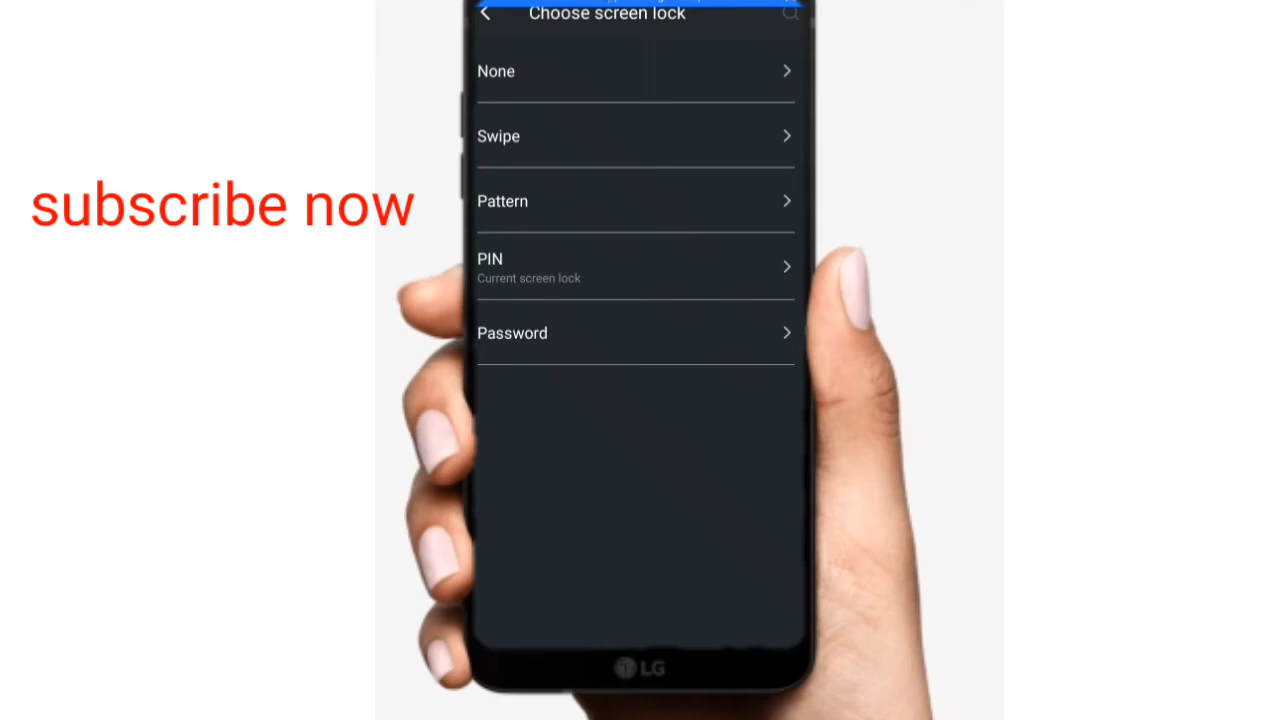 Choose screen lock
None
Swipe
subscribe now
Pattern
PIN
Current screen lock
Password
LG